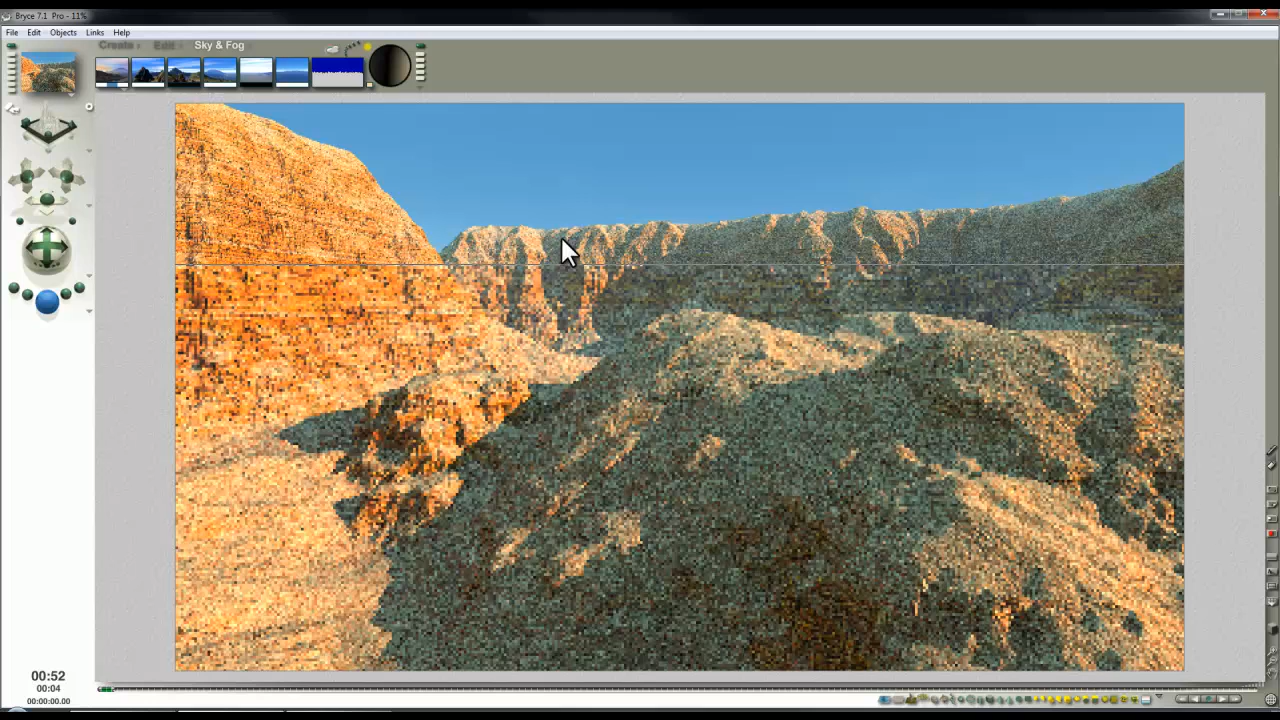 Bryce 7.1 Pro - 11%
File Edit Objects Links Help
Create Edit Sky & Fog
00:52
00:04
00:00:00.00